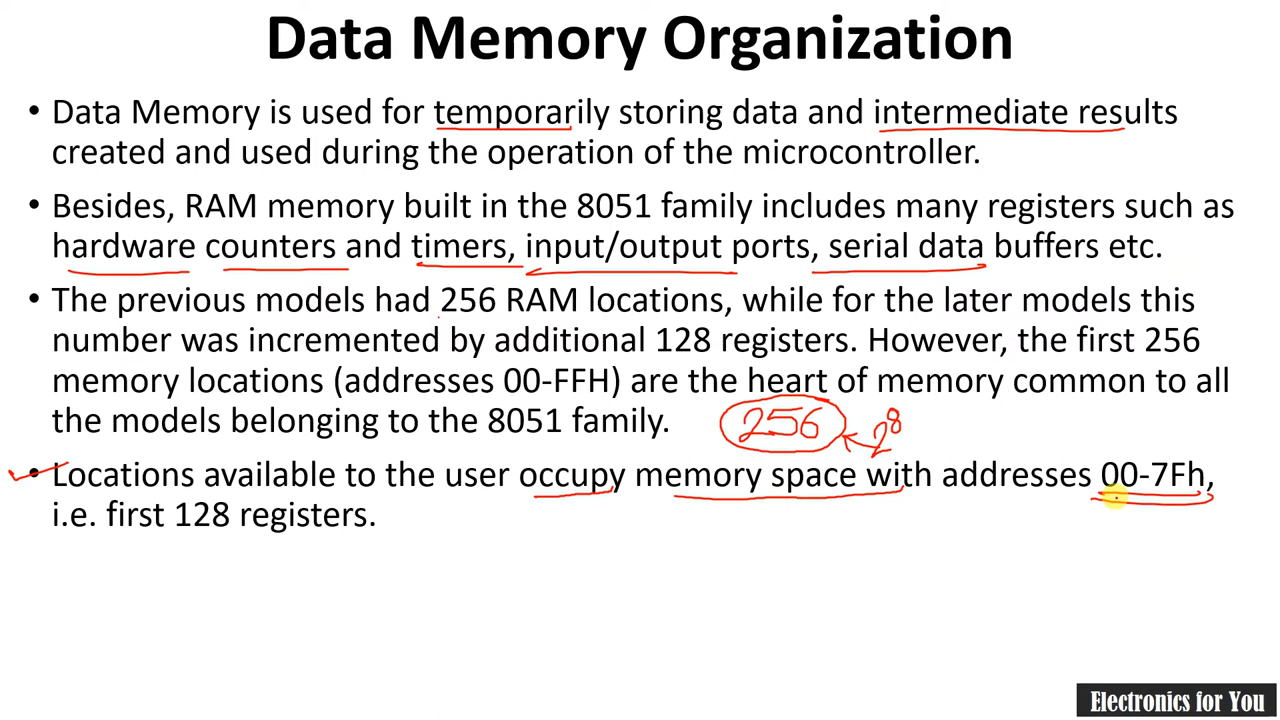 Data Memory Organization
• Data Memory is used for temporarily storing data and intermediate results
created and used during the operation of the microcontroller.
• Besides, RAM memory built in the 8051 family includes many registers such as
hardware counters and timers, input/output ports, serial data buffers etc.
• The previous models had 256 RAM locations, while for the later models this
number was incremented by additional 128 registers. However, the first 256
memory locations (addresses 00-FFH) are the heart of memory common to all
the models belonging to the 8051 family.
256 2^8
• Locations available to the user occupy memory space with addresses 00-7Fh,
i.e. first 128 registers.
Electronics for You